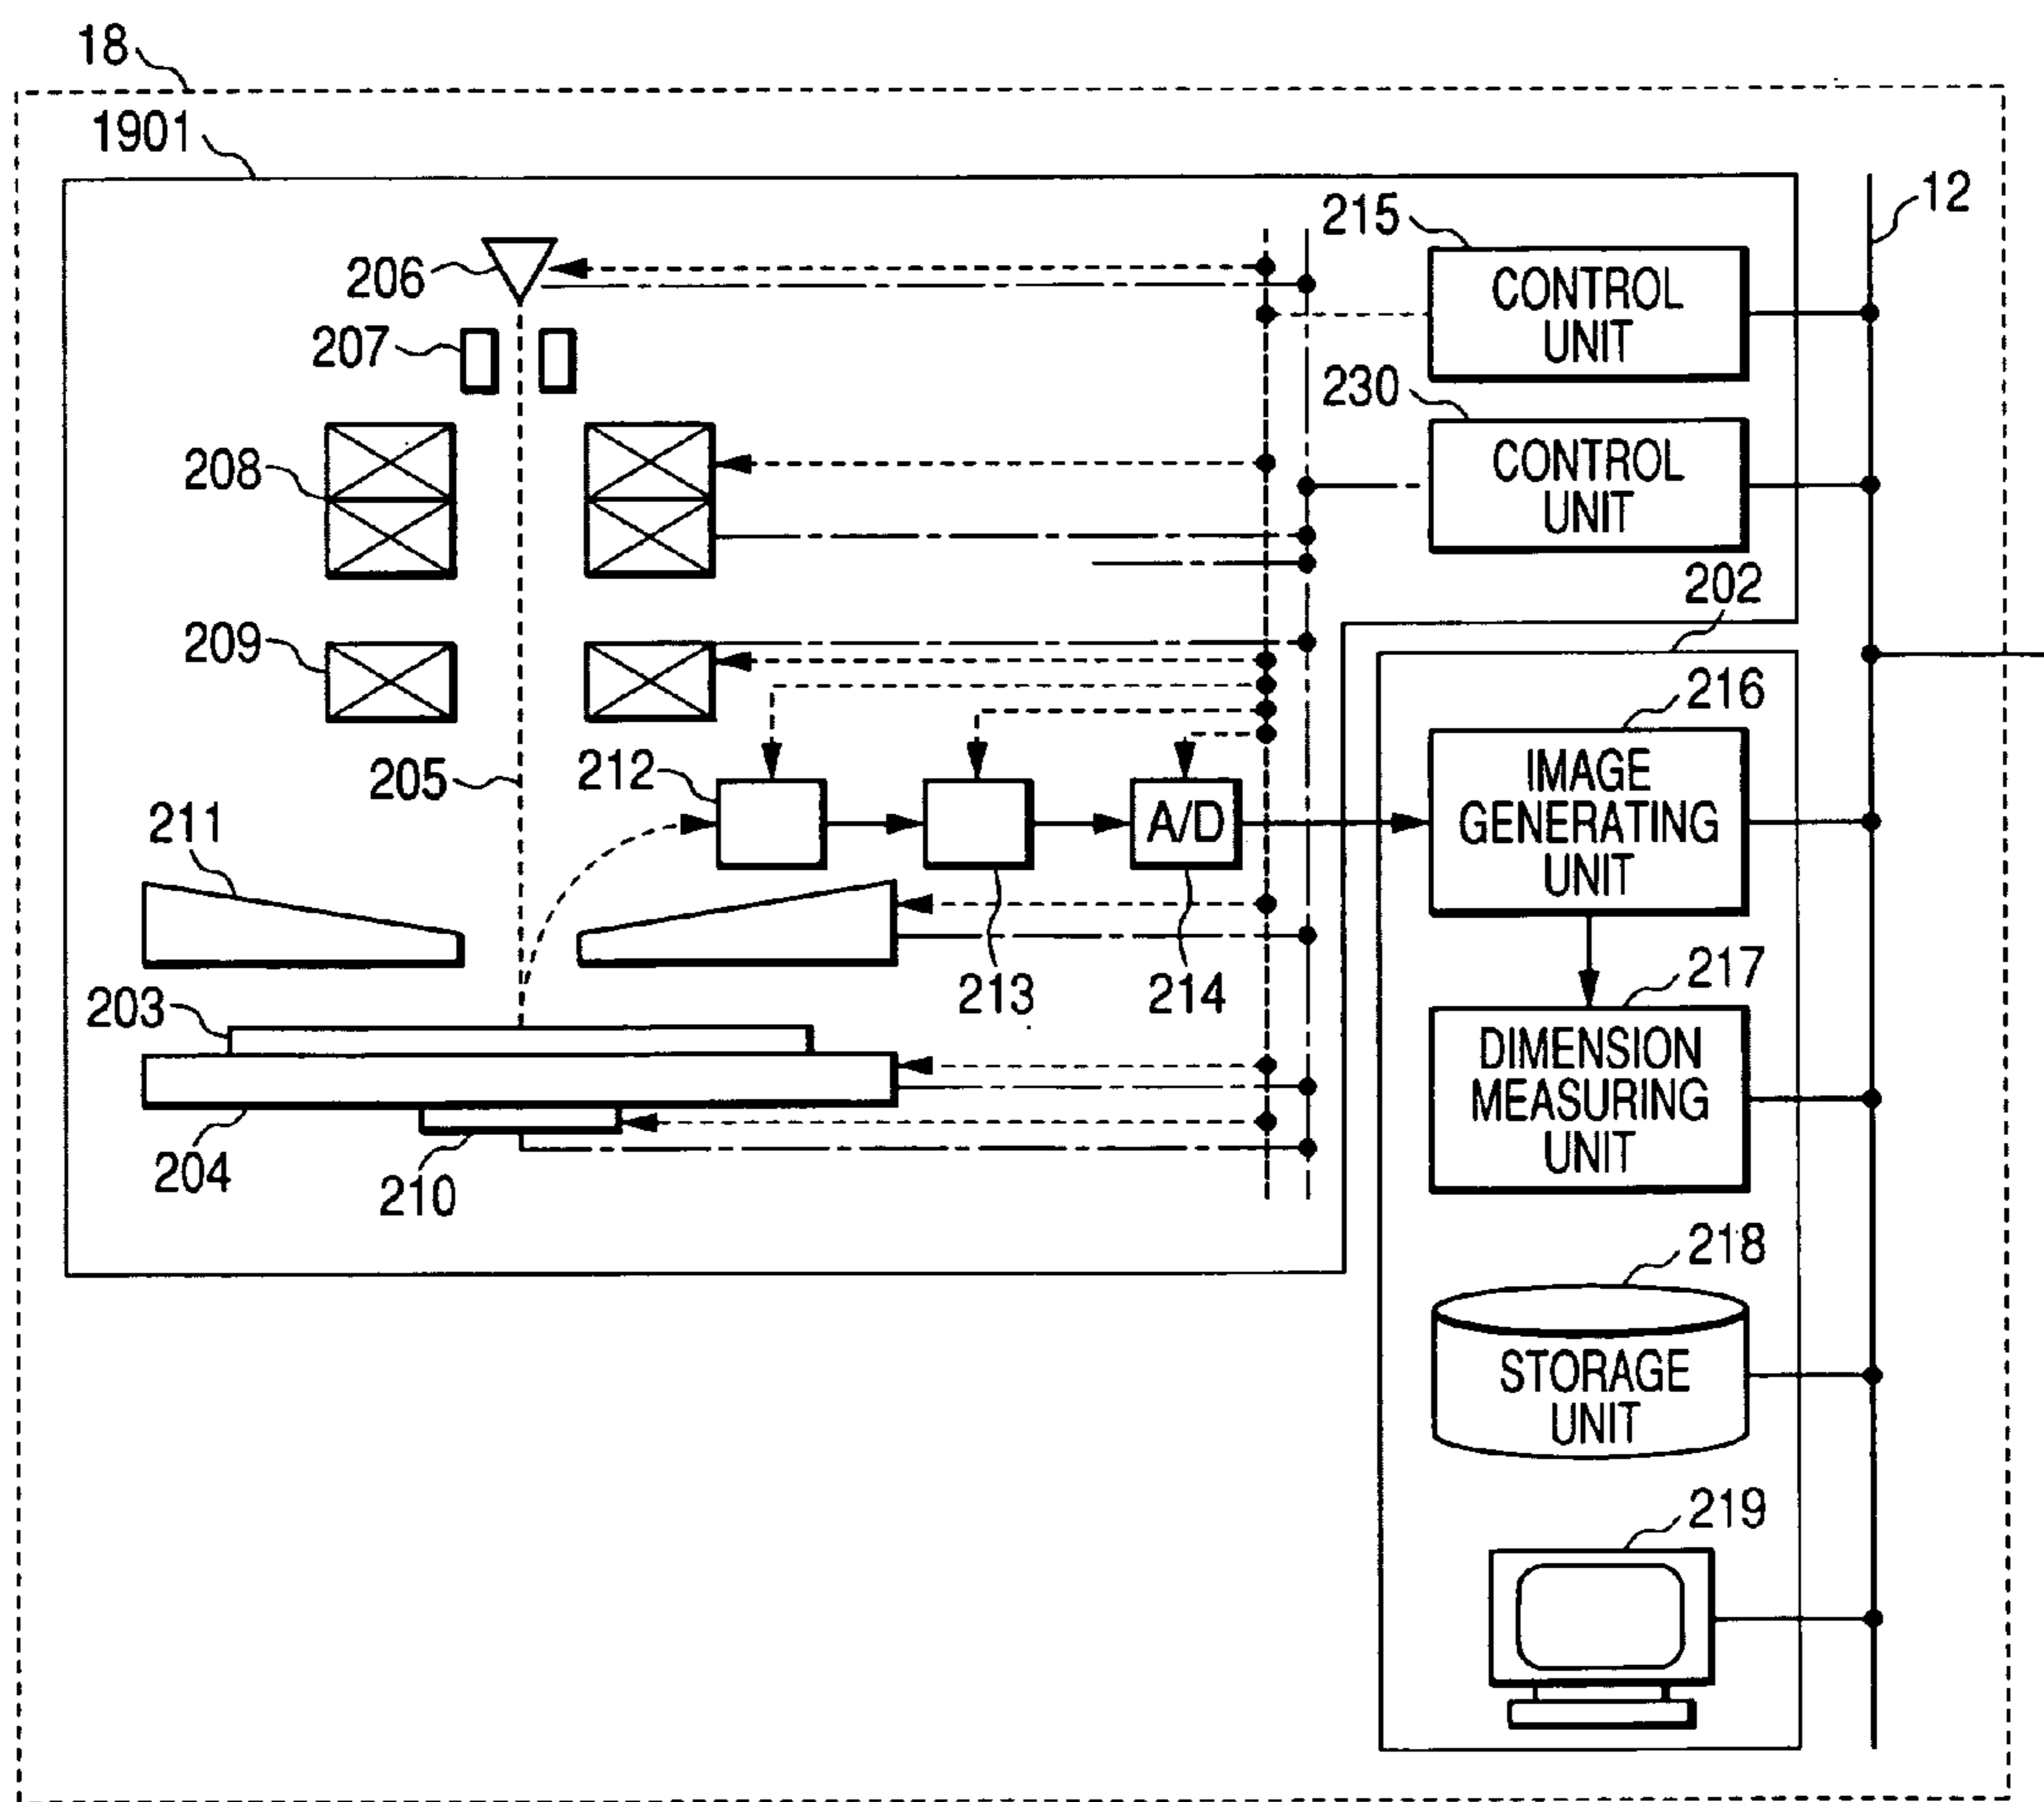 18
1901
12
215
206
CONTROL
UNIT
207
230
208
CONTROL
UNIT
202
209
216
IMAGE
GENERATING
UNIT
205
212
A/D
211
213
214
217
203
DIMENSION
MEASURING
UNIT
204
210
218
STORAGE
UNIT
219